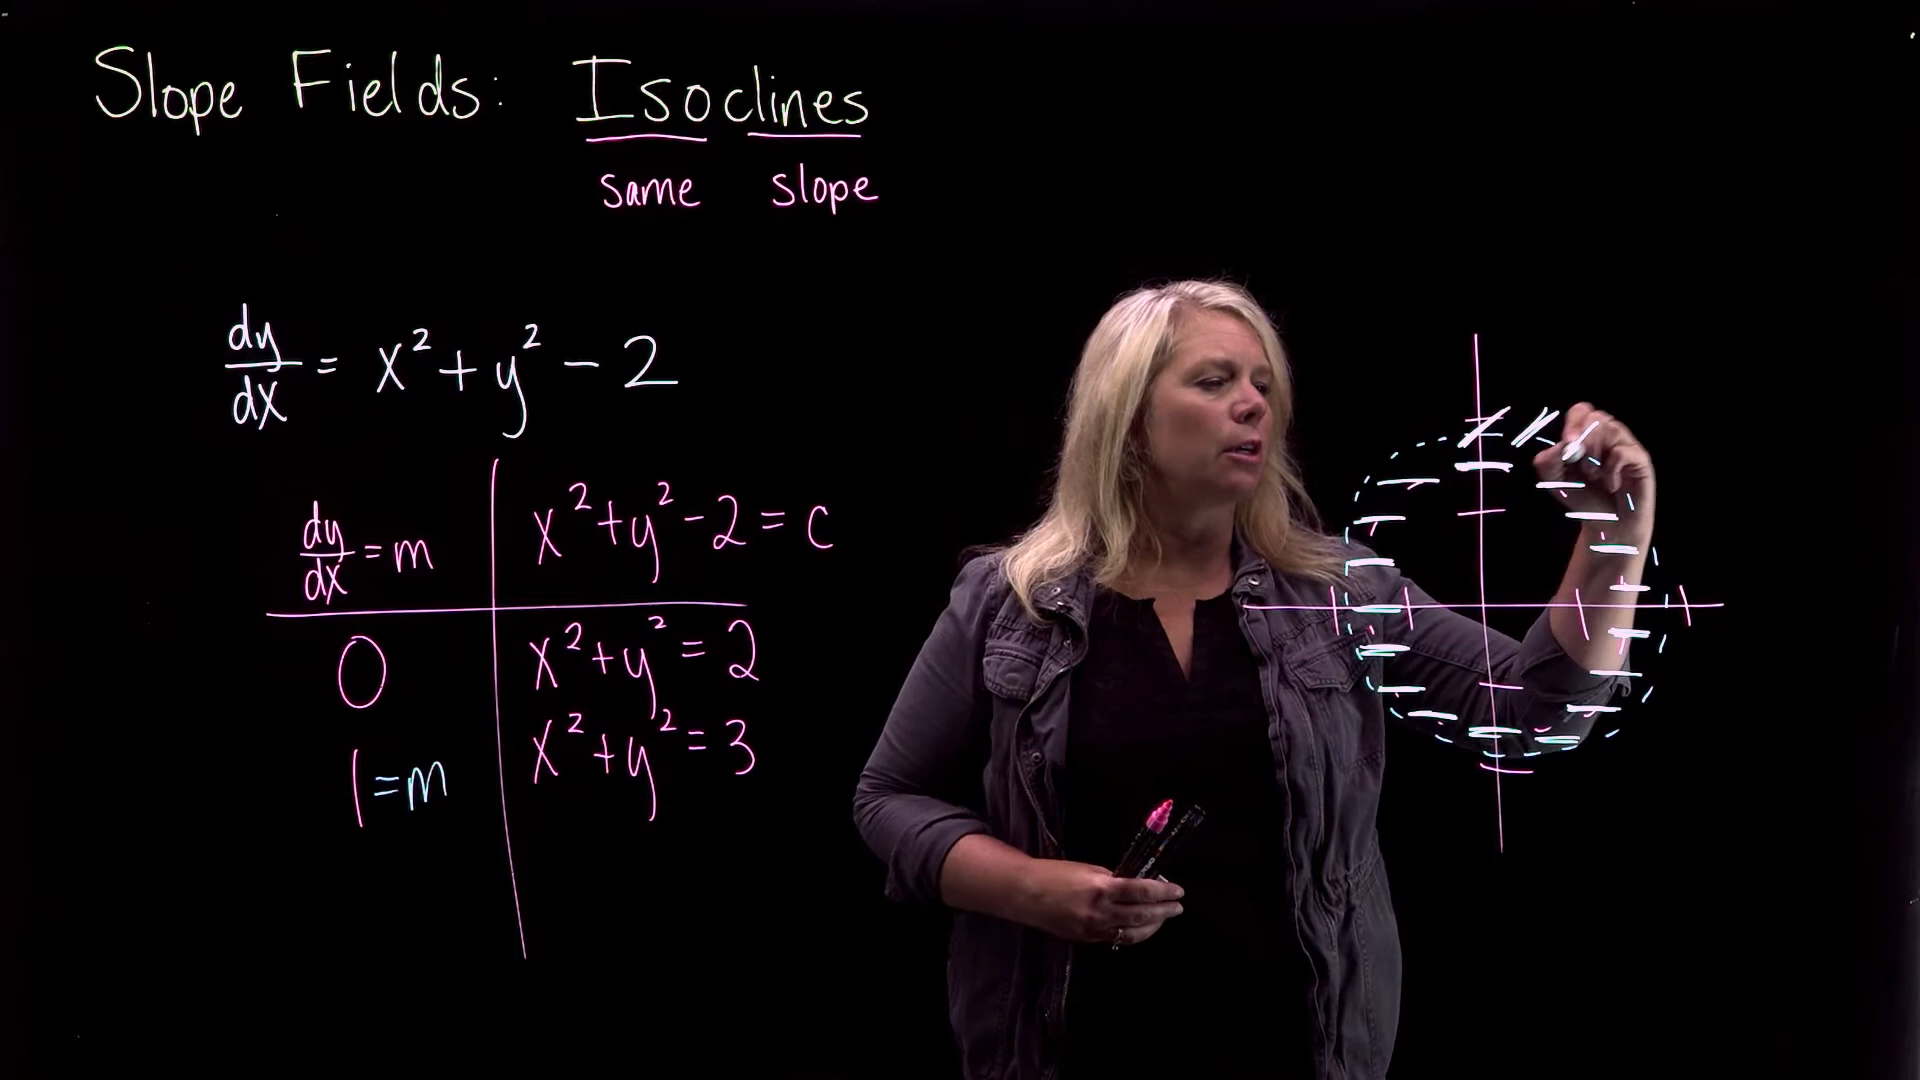 Slope Fields: Isoclines
same slope
dy/dx = x² + y² - 2
dy/dx = m
x² + y² - 2 = c
0
x² + y² = 2
1 = m
x² + y² = 3